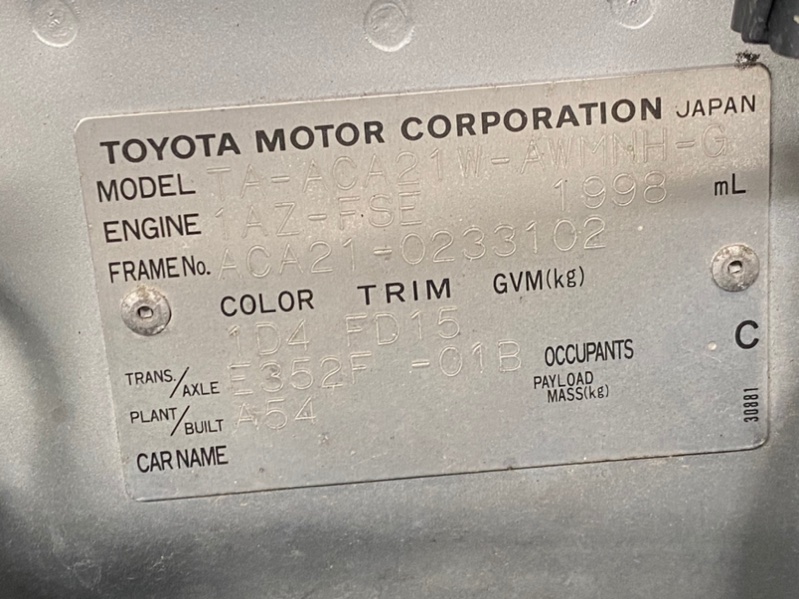 TOYOTA MOTOR CORPORATION JAPAN
MODEL TA-ACA21W-AWMNH-G
ENGINE 1AZ-FSE 1998 mL
FRAME No. ACA21-0233102
COLOR TRIM GVM(kg)
1D4 FD15
TRANS./AXLE E352F -01B OCCUPANTS C
PAYLOAD MASS(kg)
PLANT/BUILT A54
CAR NAME
30881